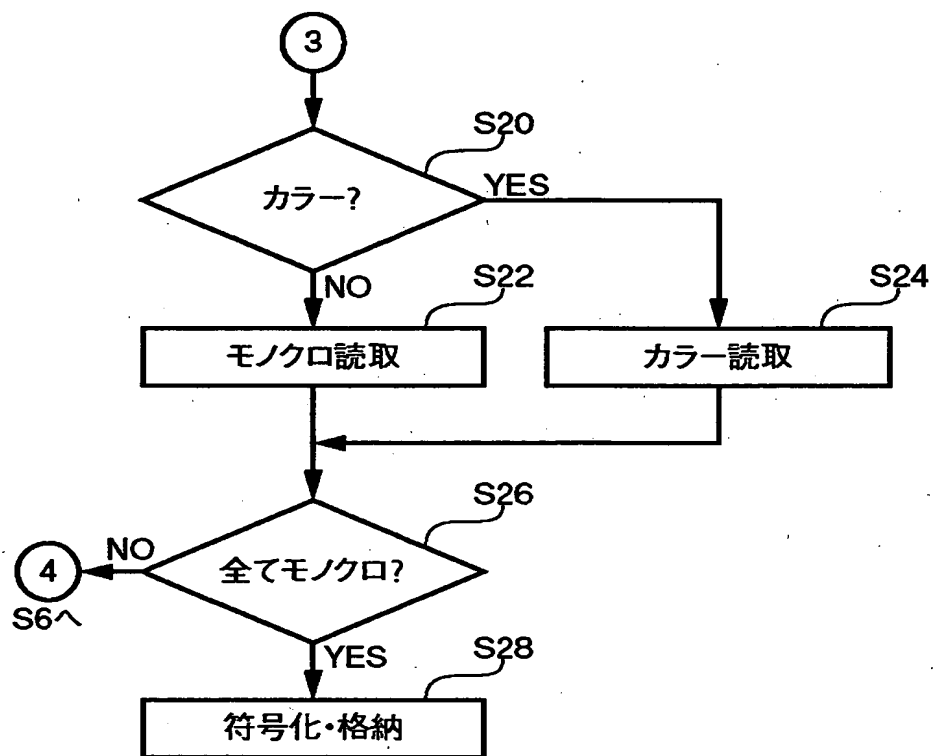 3
S20
カラー?
YES
NO
S22
S24
モノクロ読取
カラー読取
S26
NO
4
全てモノクロ?
S6へ
YES
S28
符号化・格納